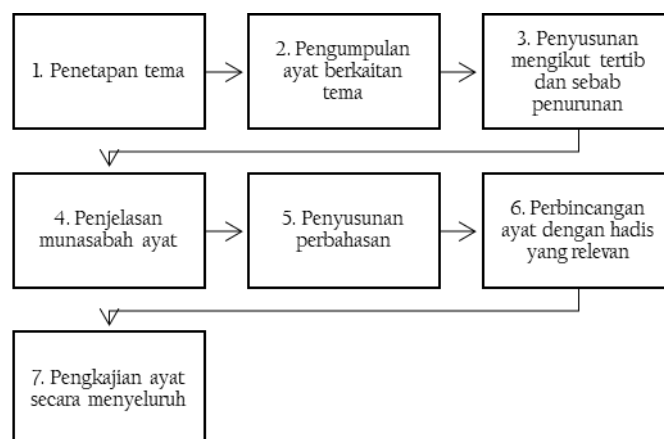 1. Penetapan tema
2. Pengumpulan
ayat berkaitan
tema
3. Penyusunan
mengikut tertib
dan sebab
penurunan
4. Penjelasan
munasabah ayat
5. Penyusunan
perbahasan
6. Perbincangan
ayat dengan hadis
yang relevan
7. Pengkajian ayat
secara menyeluruh